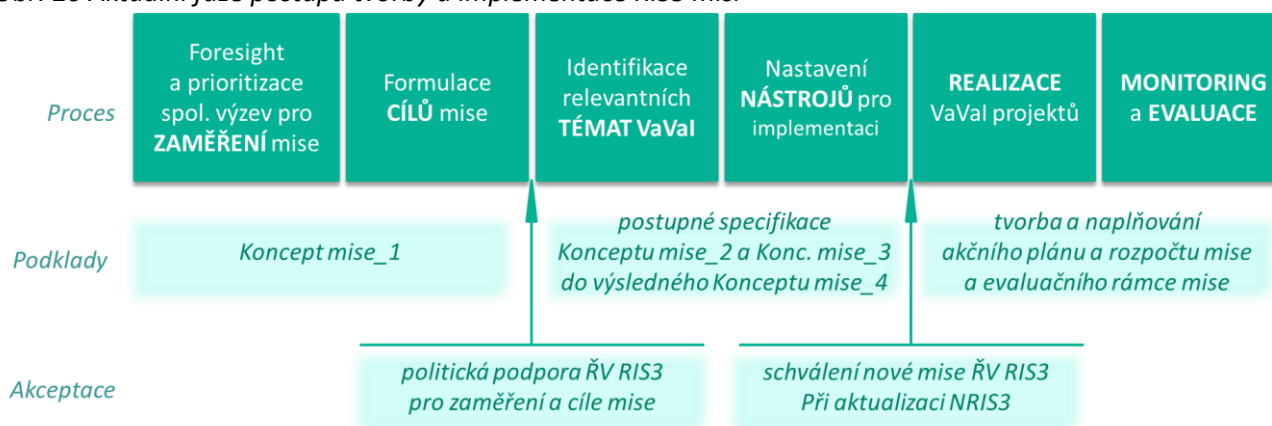 Proces
Foresight
a prioritizace
spol. výzev pro
ZAMĚŘENÍ mise
Formulace
CÍLŮ mise
Identifikace
relevantních
TÉMAT VaVaI
Nastavení
NÁSTROJŮ pro
implementaci
REALIZACE
VaVaI projektů
MONITORING
a EVALUACE
Podklady
Koncept mise_1
postupné specifikace
Konceptu mise_2 a Konc. mise_3
do výsledného Konceptu mise_4
tvorba a naplňování
akčního plánu a rozpočtu mise
a evaluačního rámce mise
Akceptace
politická podpora ŘV RIS3
pro zaměření a cíle mise
schválení nové mise ŘV RIS3
Při aktualizaci NRIS3